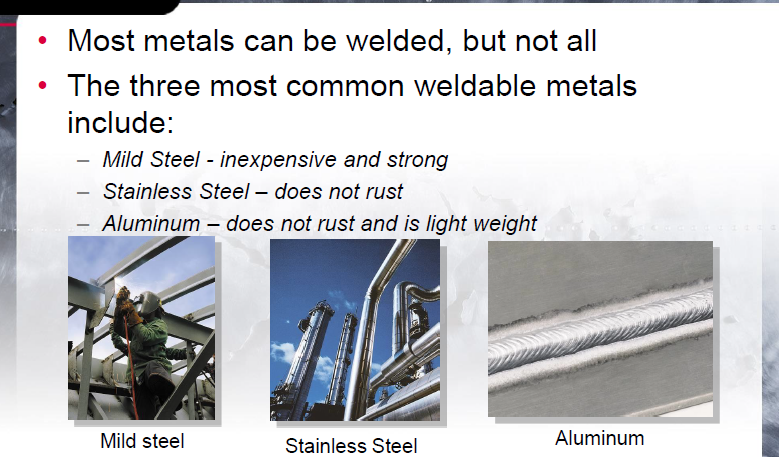 • Most metals can be welded, but not all
• The three most common weldable metals
include:
– Mild Steel - inexpensive and strong
– Stainless Steel – does not rust
– Aluminum – does not rust and is light weight
Mild steel
Stainless Steel
Aluminum